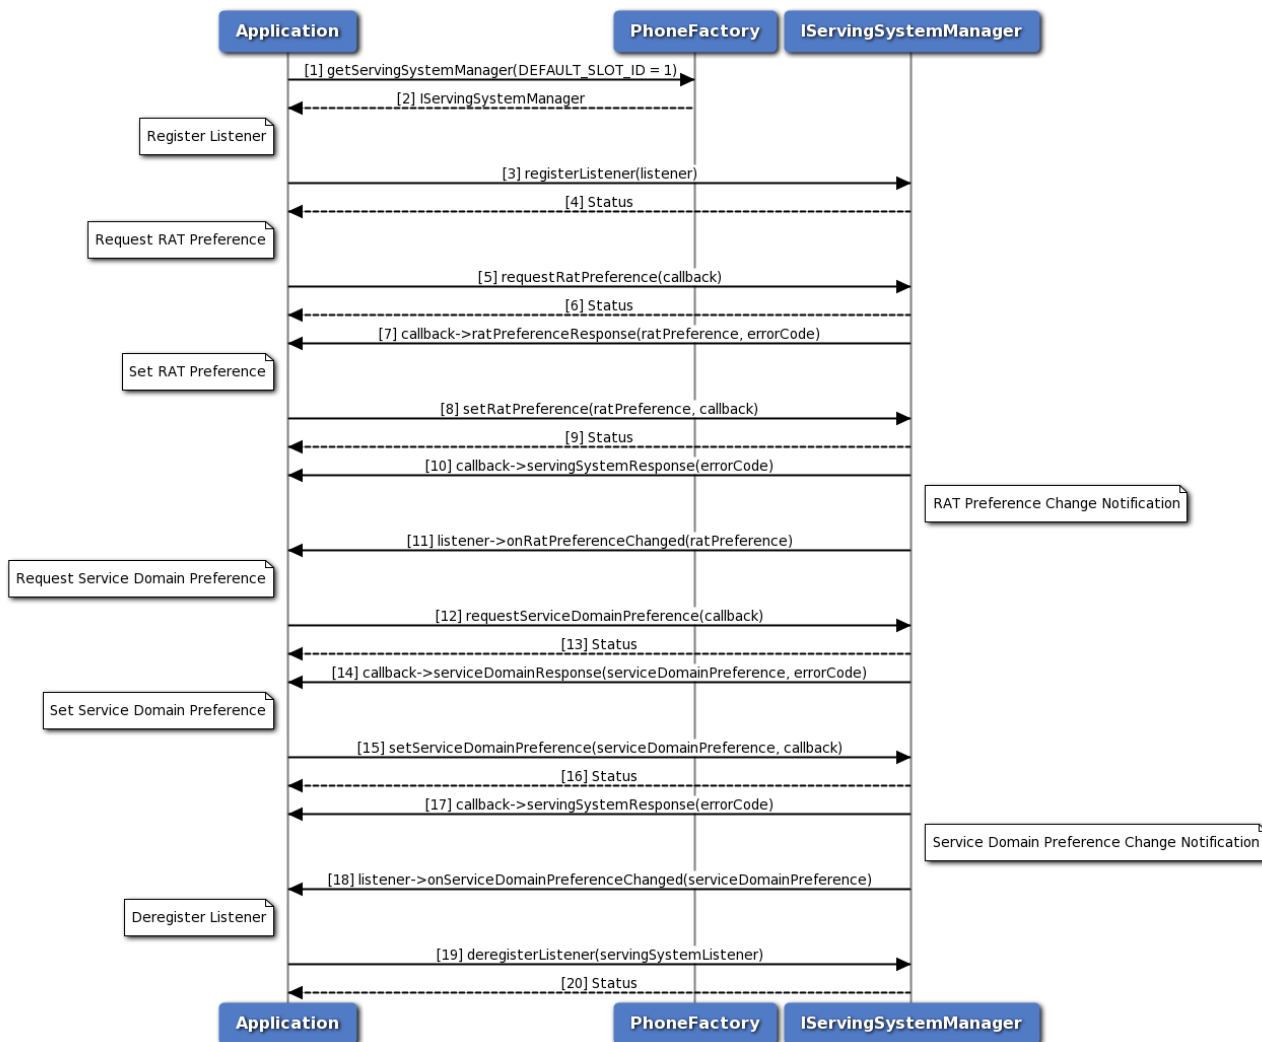 Application
PhoneFactory
IServingSystemManager
[1] getServingSystemManager(DEFAULT_SLOT_ID = 1)
[2] IServingSystemManager
Register Listener
[3] registerListener(listener)
[4] Status
Request RAT Preference
[5] requestRatPreference(callback)
[6] Status
[7] callback->ratPreferenceResponse(ratPreference, errorCode)
Set RAT Preference
[8] setRatPreference(ratPreference, callback)
[9] Status
[10] callback->servingSystemResponse(errorCode)
RAT Preference Change Notification
[11] listener->onRatPreferenceChanged(ratPreference)
Request Service Domain Preference
[12] requestServiceDomainPreference(callback)
[13] Status
[14] callback->serviceDomainResponse(serviceDomainPreference, errorCode)
Set Service Domain Preference
[15] setServiceDomainPreference(serviceDomainPreference, callback)
[16] Status
[17] callback->servingSystemResponse(errorCode)
Service Domain Preference Change Notification
[18] listener->onServiceDomainPreferenceChanged(serviceDomainPreference)
Deregister Listener
[19] deregisterListener(servingSystemListener)
[20] Status
Application
PhoneFactory
IServingSystemManager